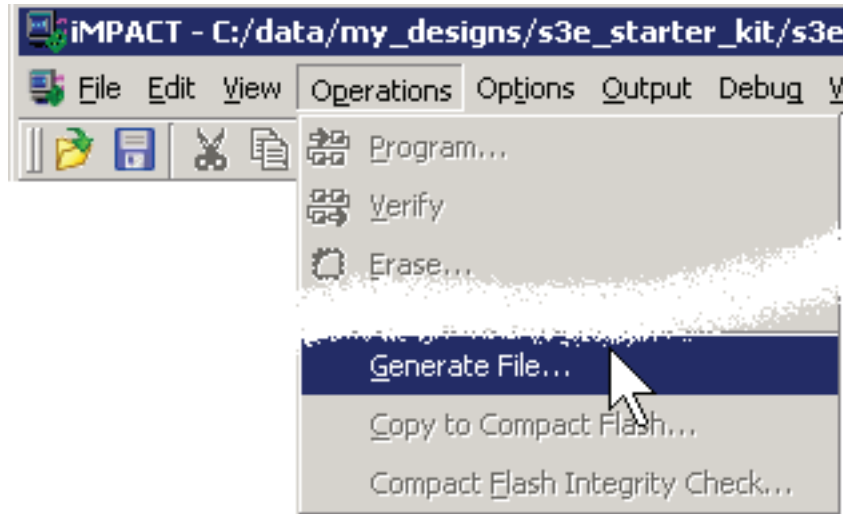 iMPACT - C:/data/my_designs/s3e_starter_kit/s3e
File Edit View Operations Options Output Debug
Program...
Verify
Erase...
Generate File...
Copy to Compact Flash...
Compact Flash Integrity Check...